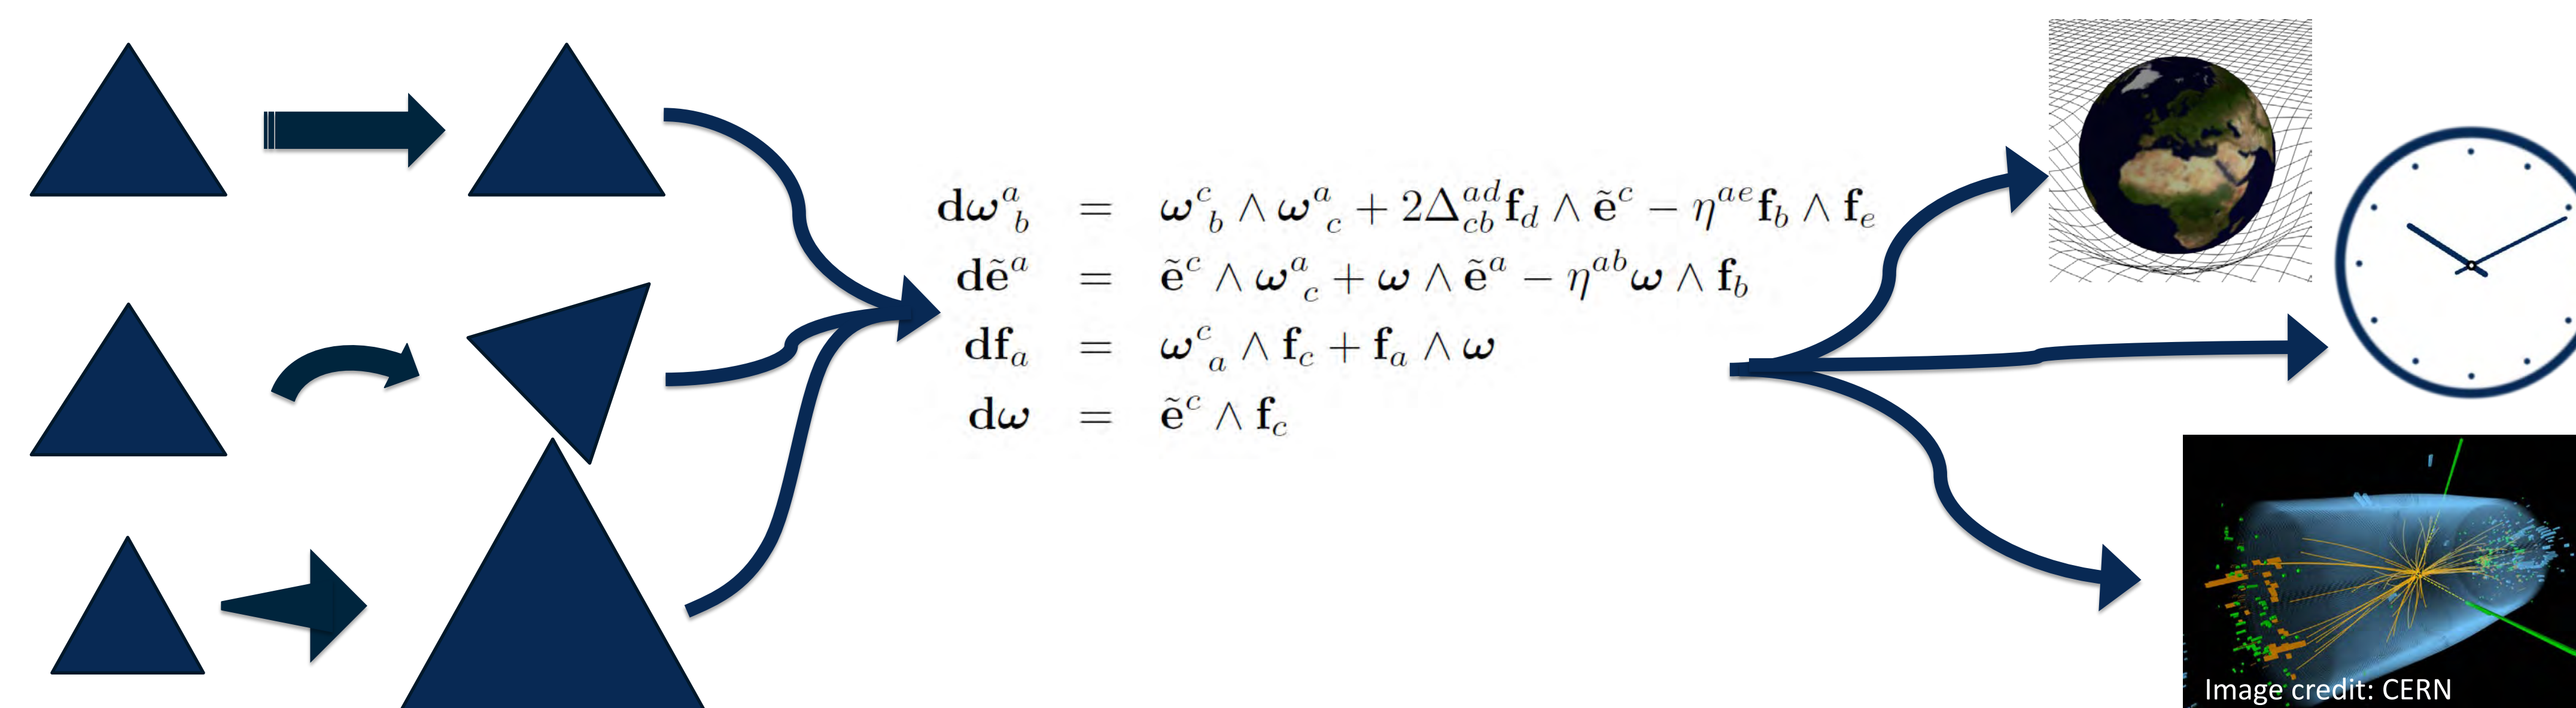 dω^a_b = ω^c_b ∧ ω^a_c + 2Δ^{ad}_{cb} f_d ∧ ẽ^c − η^{ae} f_b ∧ f_e
dẽ^a = ẽ^c ∧ ω^a_c + ω ∧ ẽ^a − η^{ab} ω ∧ f_b
df_a = ω^c_a ∧ f_c + f_a ∧ ω
dω = ẽ^c ∧ f_c
Image credit: CERN